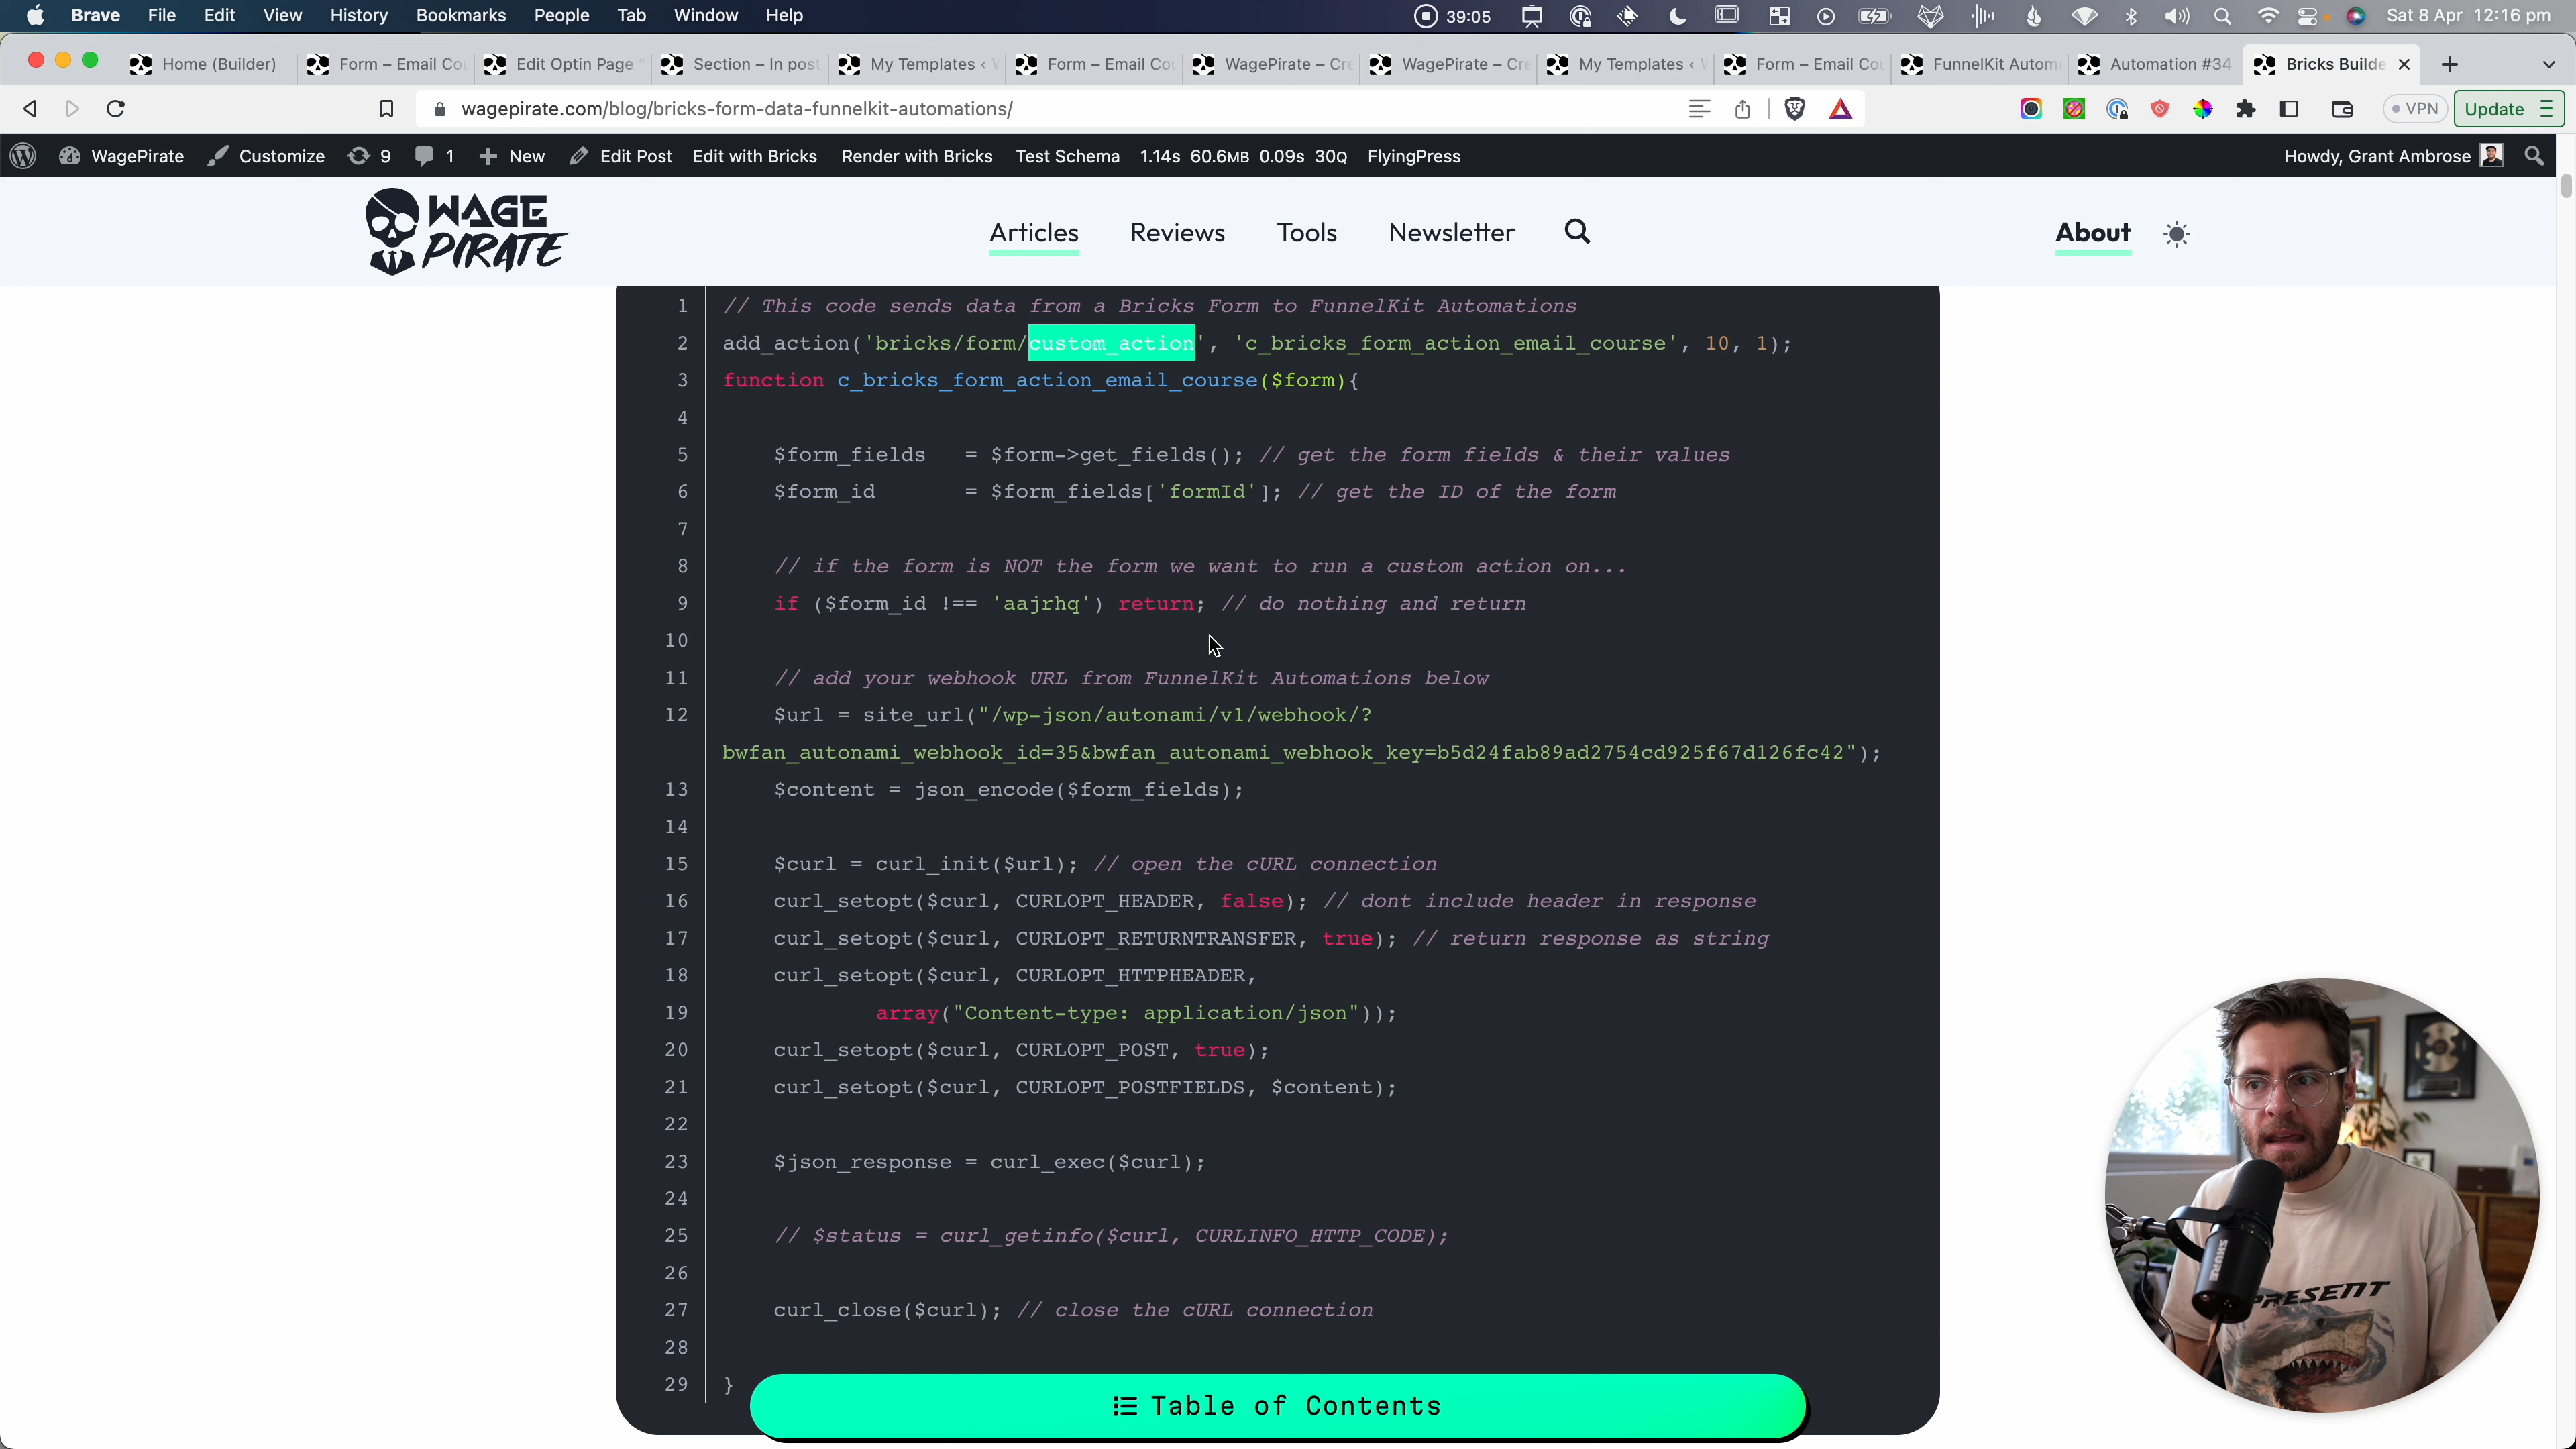 Brave File Edit View History Bookmarks People Tab Window Help 39:05 Sat 8 Apr 12:16 pm
Home (Builder) Form – Email Cou Edit Optin Page Section – In post My Templates ‹ W Form – Email Cou WagePirate – Cre WagePirate – Cre My Templates ‹ W Form – Email Cou FunnelKit Autom Automation #34 Bricks Builde
wagepirate.com/blog/bricks-form-data-funnelkit-automations/ VPN Update
WagePirate Customize 9 1 New Edit Post Edit with Bricks Render with Bricks Test Schema 1.14s 60.6MB 0.09s 30Q FlyingPress Howdy, Grant Ambrose
WAGE
PIRATE
Articles Reviews Tools Newsletter About
1 // This code sends data from a Bricks Form to FunnelKit Automations
2 add_action('bricks/form/custom_action', 'c_bricks_form_action_email_course', 10, 1);
3 function c_bricks_form_action_email_course($form){
4
5 $form_fields = $form->get_fields(); // get the form fields & their values
6 $form_id = $form_fields['formId']; // get the ID of the form
7
8 // if the form is NOT the form we want to run a custom action on...
9 if ($form_id !== 'aajrhq') return; // do nothing and return
10
11 // add your webhook URL from FunnelKit Automations below
12 $url = site_url("/wp-json/autonami/v1/webhook/?
bwfan_autonami_webhook_id=35&bwfan_autonami_webhook_key=b5d24fab89ad2754cd925f67d126fc42");
13 $content = json_encode($form_fields);
14
15 $curl = curl_init($url); // open the cURL connection
16 curl_setopt($curl, CURLOPT_HEADER, false); // dont include header in response
17 curl_setopt($curl, CURLOPT_RETURNTRANSFER, true); // return response as string
18 curl_setopt($curl, CURLOPT_HTTPHEADER,
19 array("Content-type: application/json"));
20 curl_setopt($curl, CURLOPT_POST, true);
21 curl_setopt($curl, CURLOPT_POSTFIELDS, $content);
22
23 $json_response = curl_exec($curl);
24
25 // $status = curl_getinfo($curl, CURLINFO_HTTP_CODE);
26
27 curl_close($curl); // close the cURL connection
28
29 }
Table of Contents
SHURE
PRESENT